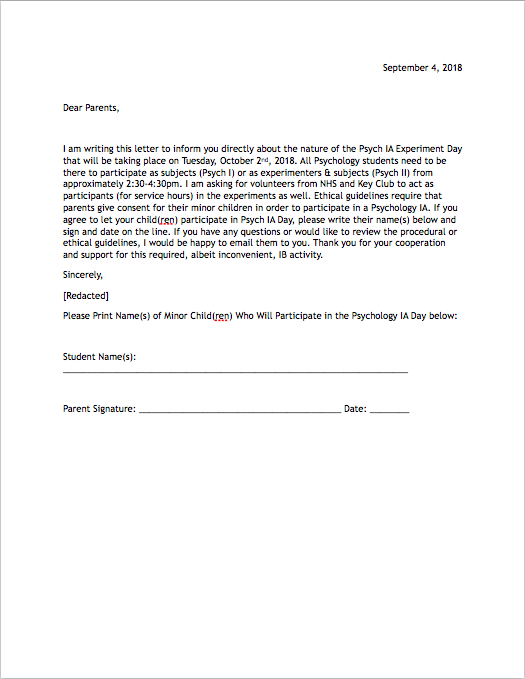 September 4, 2018
Dear Parents,
I am writing this letter to inform you directly about the nature of the Psych IA Experiment Day
that will be taking place on Tuesday, October 2nd, 2018. All Psychology students need to be
there to participate as subjects (Psych I) or as experimenters & subjects (Psych II) from
approximately 2:30-4:30pm. I am asking for volunteers from NHS and Key Club to act as
participants (for service hours) in the experiments as well. Ethical guidelines require that
parents give consent for their minor children in order to participate in a Psychology IA. If you
agree to let your child(ren) participate in Psych IA Day, please write their name(s) below and
sign and date on the line. If you have any questions or would like to review the procedural or
ethical guidelines, I would be happy to email them to you. Thank you for your cooperation
and support for this required, albeit inconvenient, IB activity.
Sincerely,
[Redacted]
Please Print Name(s) of Minor Child(ren) Who Will Participate in the Psychology IA Day below:
Student Name(s):
Parent Signature: ________________________________________ Date: ________